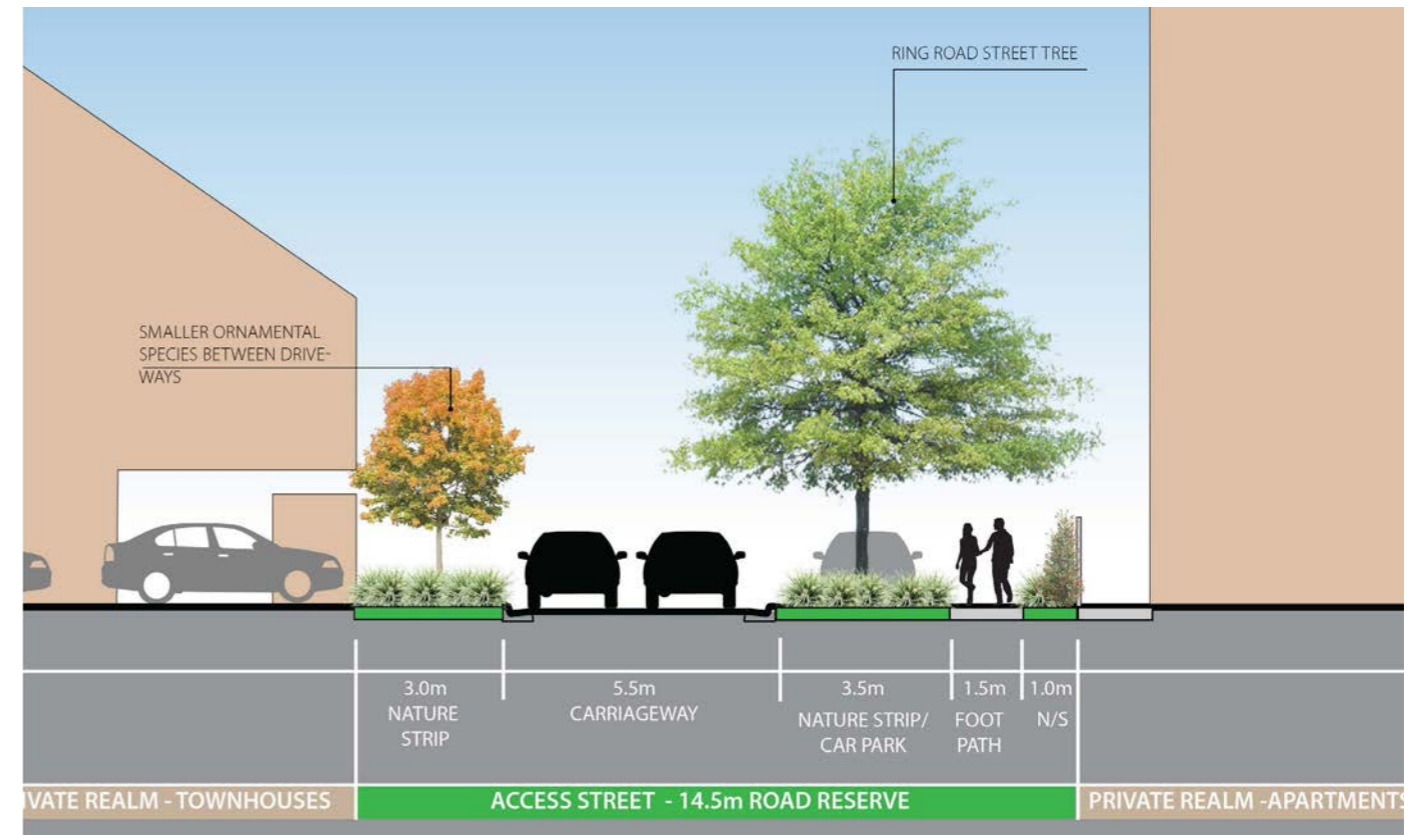 RING ROAD STREET TREE
SMALLER ORNAMENTAL
SPECIES BETWEEN DRIVE-
WAYS
3.0m
NATURE
STRIP
5.5m
CARRIAGEWAY
3.5m
NATURE STRIP/
CAR PARK
1.5m
FOOT
PATH
1.0m
N/S
IVATE REALM - TOWNHOUSES
ACCESS STREET - 14.5m ROAD RESERVE
PRIVATE REALM -APARTMENTS